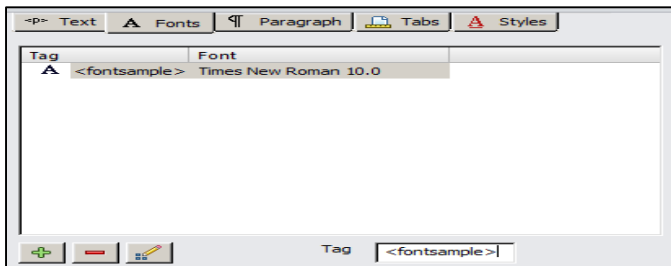 <P> Text A Fonts ¶ Paragraph Tabs A Styles
Tag Font
A <fontsample> Times New Roman 10.0
Tag <fontsample>